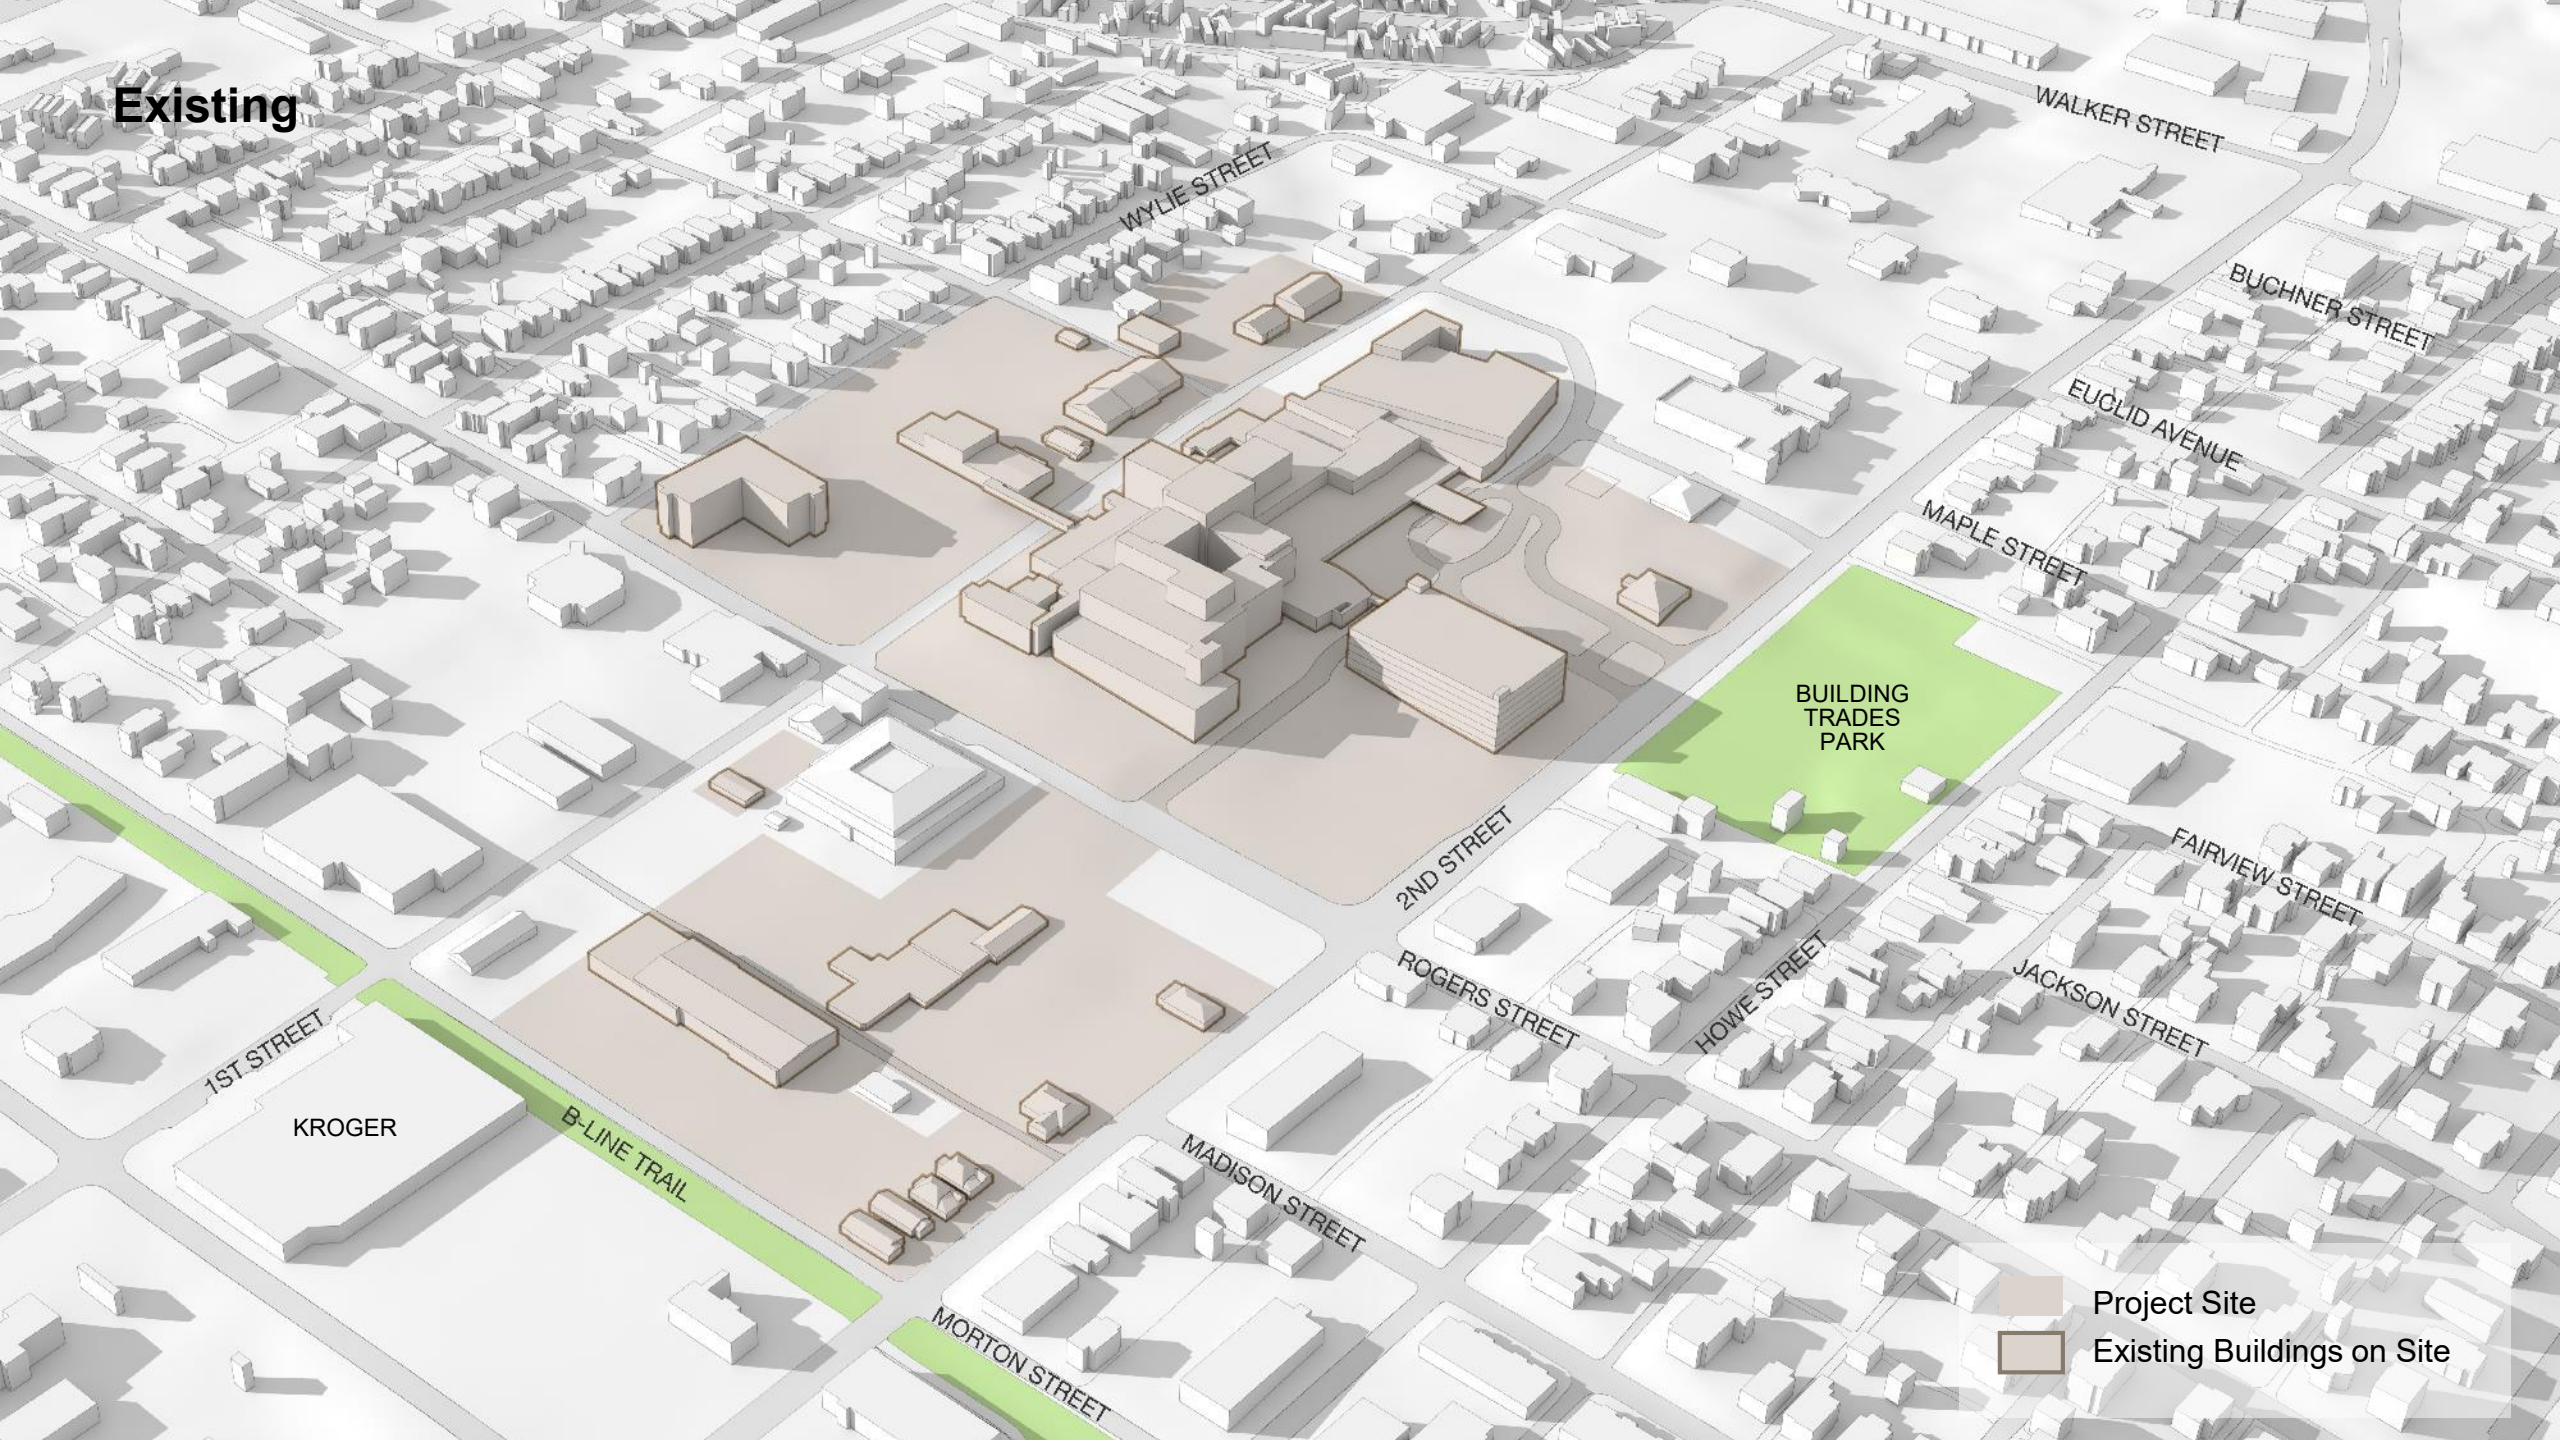 Existing
WALKER STREET
WYLIE STREET
BUCHNER STREET
EUCLID AVENUE
MAPLE STREET
BUILDING
TRADES
PARK
2ND STREET
FAIRVIEW STREET
ROGERS STREET
HOWE STREET
JACKSON STREET
1ST STREET
KROGER
B-LINE TRAIL
MADISON STREET
MORTON STREET
Project Site
Existing Buildings on Site